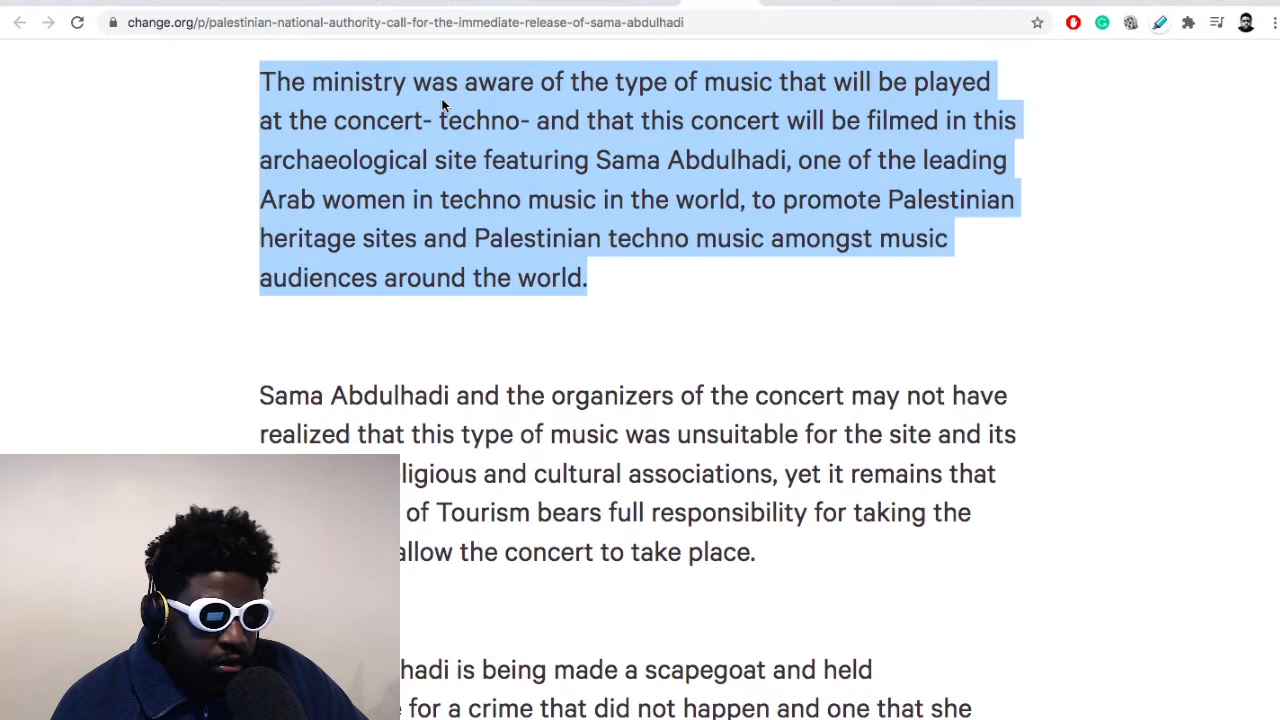 change.org/p/palestinian-national-authority-call-for-the-immediate-release-of-sama-abdulhadi
The ministry was aware of the type of music that will be played
at the concert- techno- and that this concert will be filmed in this
archaeological site featuring Sama Abdulhadi, one of the leading
Arab women in techno music in the world, to promote Palestinian
heritage sites and Palestinian techno music amongst music
audiences around the world.
Sama Abdulhadi and the organizers of the concert may not have
realized that this type of music was unsuitable for the site and its
ligious and cultural associations, yet it remains that
of Tourism bears full responsibility for taking the
allow the concert to take place.
hadi is being made a scapegoat and held
for a crime that did not happen and one that she